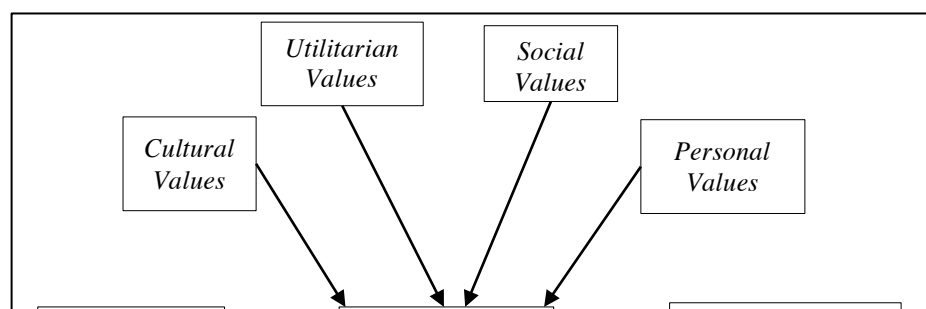 Utilitarian
Values
Social
Values
Cultural
Values
Personal
Values